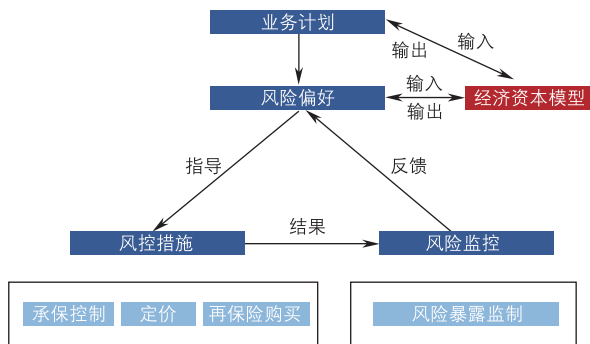 业务计划
输入
输出
风险偏好
输入
输出
经济资本模型
指导
反馈
风控措施
结果
风险监控
承保控制
定价
再保险购买
风险暴露监制